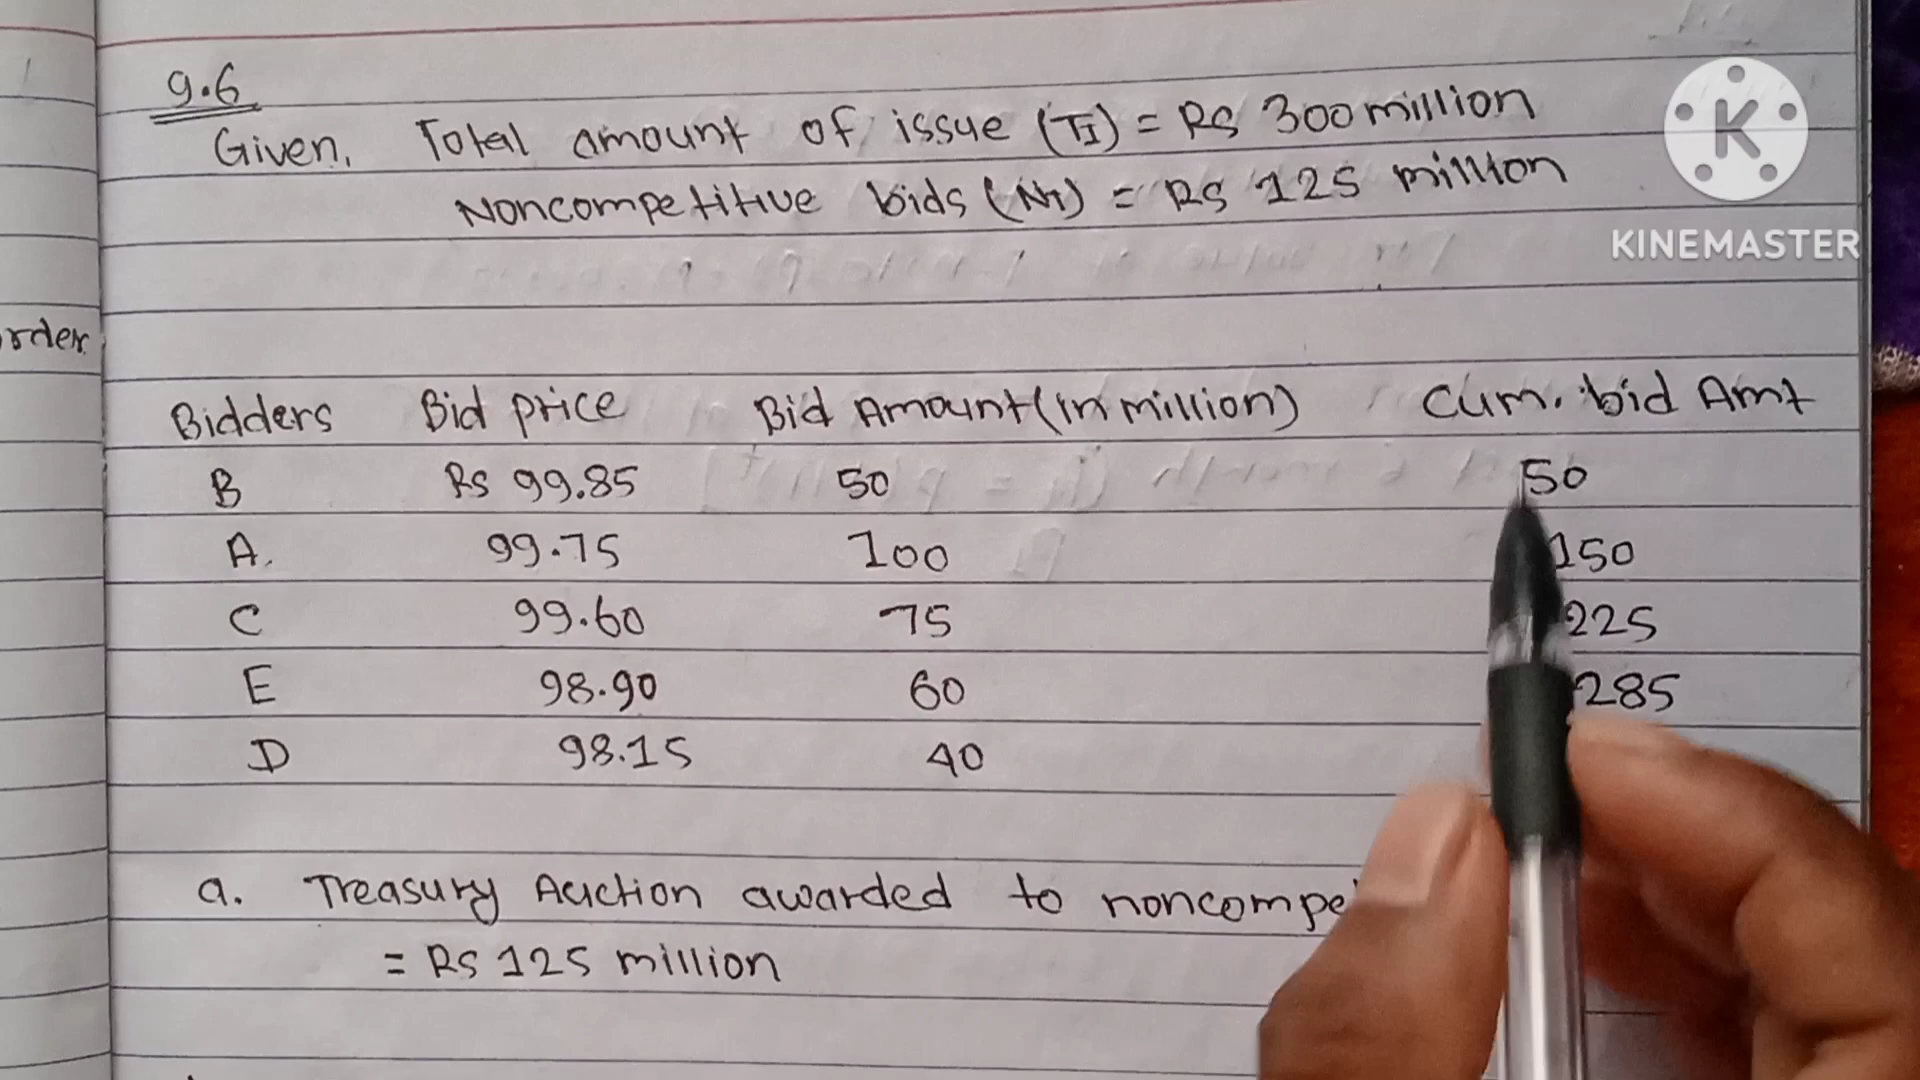 9.6
Given, Total amount of issue (TI) = Rs 300 million
Noncompetitive bids (NI) = Rs 125 million
KINEMASTER
order
Bidders Bid price Bid Amount (in million) Cum. bid Amt
B Rs 99.85 50 50
A. 99.75 100 150
C 99.60 75 225
E 98.90 60 285
D 98.15 40
a. Treasury Auction awarded to noncompe
= Rs 125 million